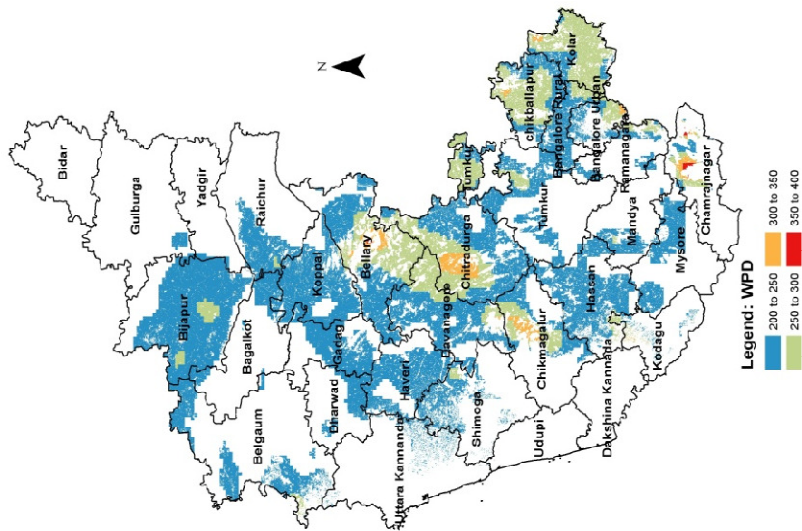 N
Bidar
Gulburga
Yadgir
Bijapur
Raichur
Bagalkot
Belgaum
Koppal
Gadag
Dharwad
Bellary
Haveri
Uttara Kannanda
Davanagere
Chitradurga
Shimoga
Tumkur
Tumkur
chikballapur
Kolar
Bangalore Rural
Bangalore Urban
Ramanagara
Chikmagalur
Udupi
Hassan
Mandya
Dakshina Kannada
Kodagu
Mysore
Chamrajnagar
Legend: WPD
200 to 250
300 to 350
250 to 300
350 to 400